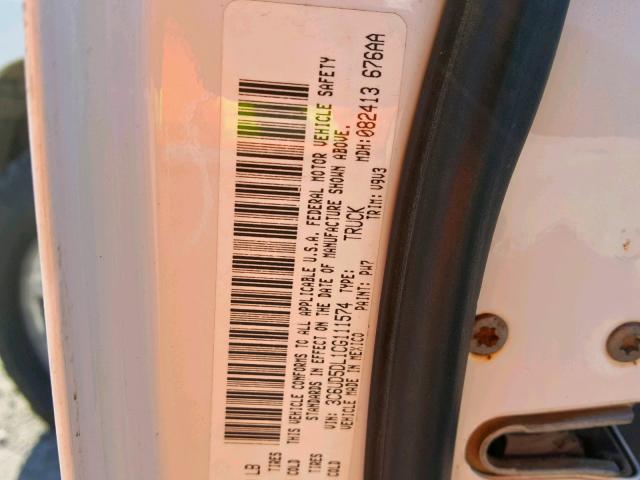 LB
TIRES
COLD
THIS VEHICLE CONFORMS TO ALL APPLICABLE U.S.A. FEDERAL MOTOR VEHICLE SAFETY
STANDARDS IN EFFECT ON THE DATE OF MANUFACTURE SHOWN ABOVE.
VIN: 3C6UD5DL1CG111574 TYPE: TRUCK MDH:082413 676AA
VEHICLE MADE IN MEXICO PAINT: PW7 TRIM: V9V3
TIRES
COLD